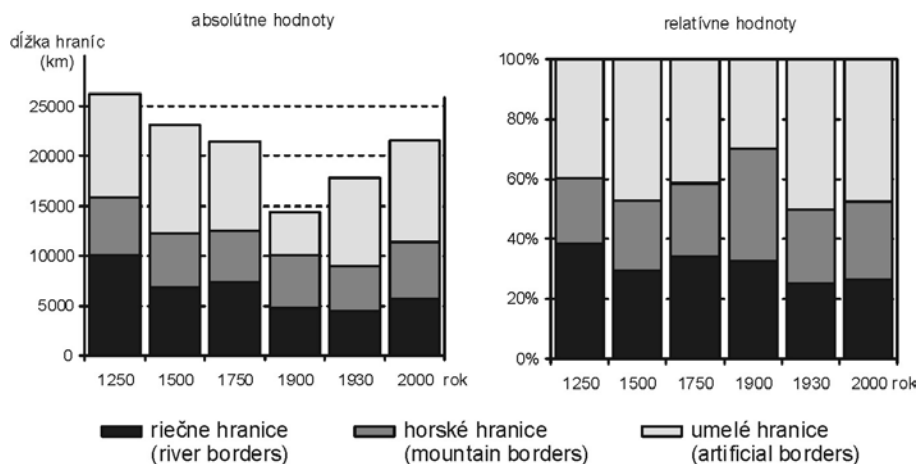 absolútne hodnoty
dĺžka hraníc
(km)
25000
20000
15000
10000
5000
0
1250 1500 1750 1900 1930 2000 rok
relatívne hodnoty
100%
80%
60%
40%
20%
0%
1250 1500 1750 1900 1930 2000 rok
riečne hranice
(river borders)
horské hranice
(mountain borders)
umelé hranice
(artificial borders)